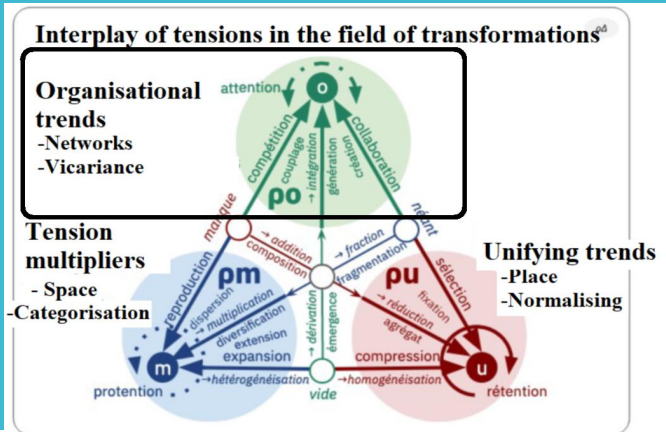 Interplay of tensions in the field of transformations
Organisational
trends
-Networks
-Vicariance
attention
o
compétition
couplage
→ intégration
génération
création
collaboration
ρo
manque
néant
Tension
multipliers
- Space
-Categorisation
Unifying trends
-Place
-Normalising
→ addition
composition
→ fraction
fragmentation
reproduction
dispersion
→ multiplication
diversification
extension
expansion
→hétérogénéisation
ρm
m
protention
→ dérivation
émergence
vide
ρu
sélection
fixation
→ réduction
agrégat
compression
→homogénéisation
u
rétention